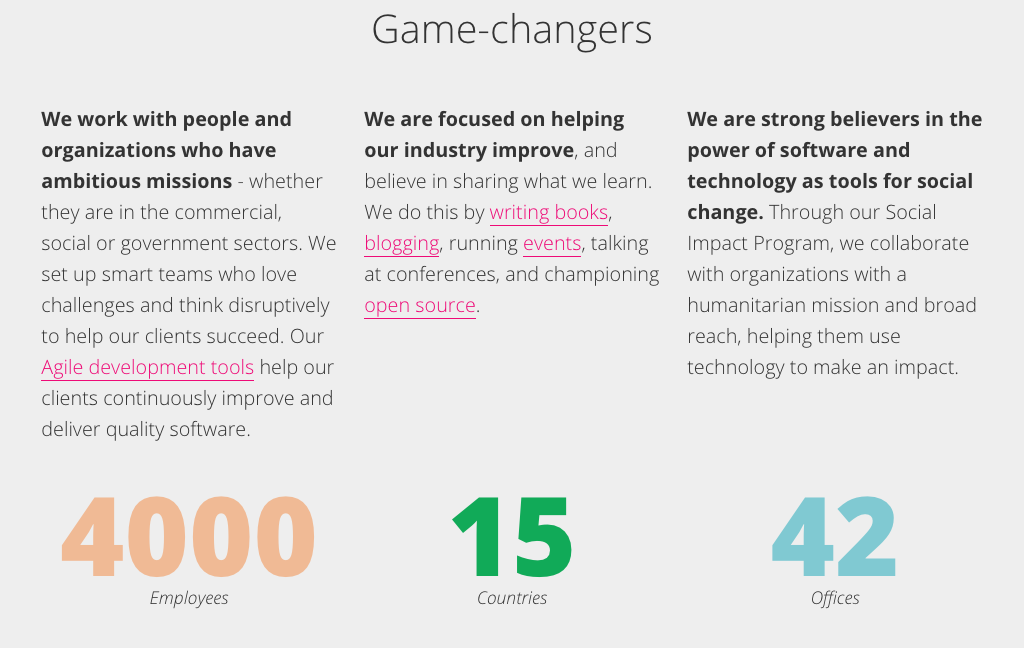 Game-changers
We work with people and
organizations who have
ambitious missions - whether
they are in the commercial,
social or government sectors. We
set up smart teams who love
challenges and think disruptively
to help our clients succeed. Our
Agile development tools help our
clients continuously improve and
deliver quality software.
We are focused on helping
our industry improve, and
believe in sharing what we learn.
We do this by writing books,
blogging, running events, talking
at conferences, and championing
open source.
We are strong believers in the
power of software and
technology as tools for social
change. Through our Social
Impact Program, we collaborate
with organizations with a
humanitarian mission and broad
reach, helping them use
technology to make an impact.
4000
Employees
15
Countries
42
Offices